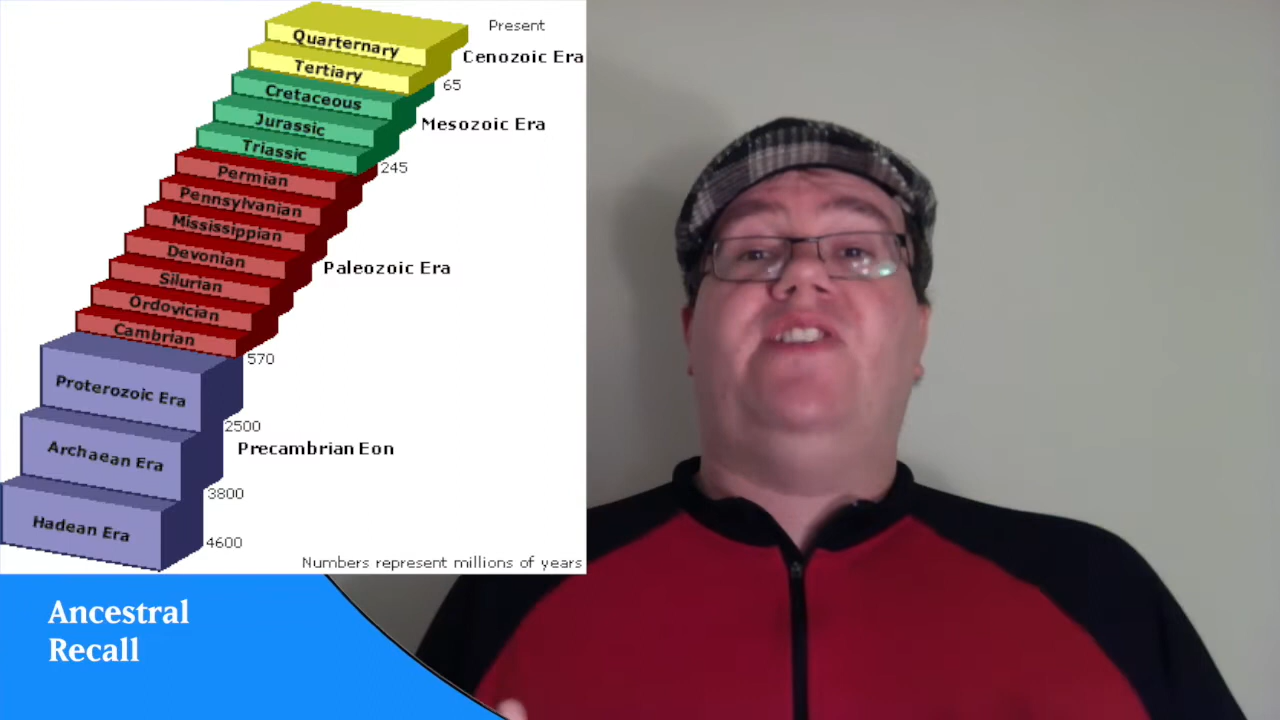 Present
Quarternary
Cenozoic Era
Tertiary
65
Cretaceous
Jurassic
Mesozoic Era
Triassic
245
Permian
Pennsylvanian
Mississippian
Devonian
Paleozoic Era
Silurian
Ordovician
Cambrian
570
Proterozoic Era
2500
Precambrian Eon
Archaean Era
3800
Hadean Era
4600
Numbers represent millions of years
Ancestral
Recall